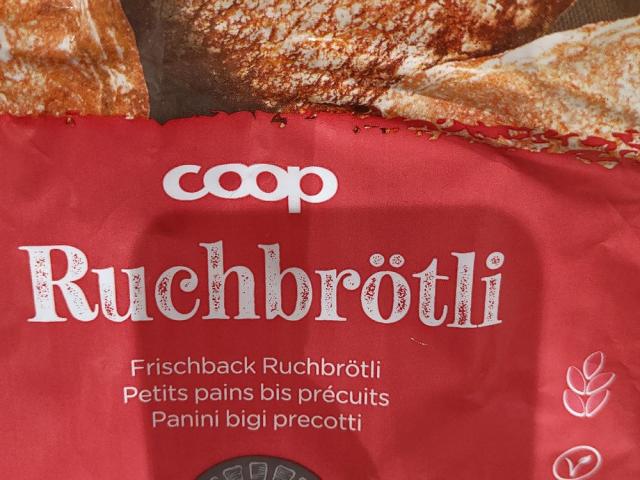 coop
Ruchbrötli
Frischback Ruchbrötli
Petits pains bis précuits
Panini bigi precotti